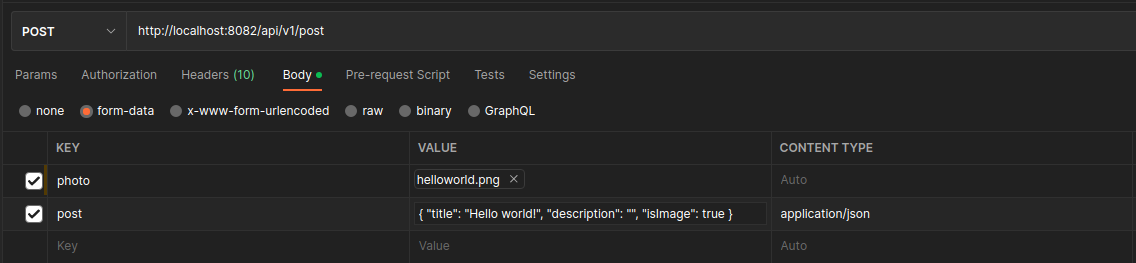 POST http://localhost:8082/api/v1/post
Params Authorization Headers (10) Body Pre-request Script Tests Settings
none form-data x-www-form-urlencoded raw binary GraphQL
KEY VALUE CONTENT TYPE
photo helloworld.png Auto
post { "title": "Hello world!", "description": "", "isImage": true } application/json
Key Value Auto